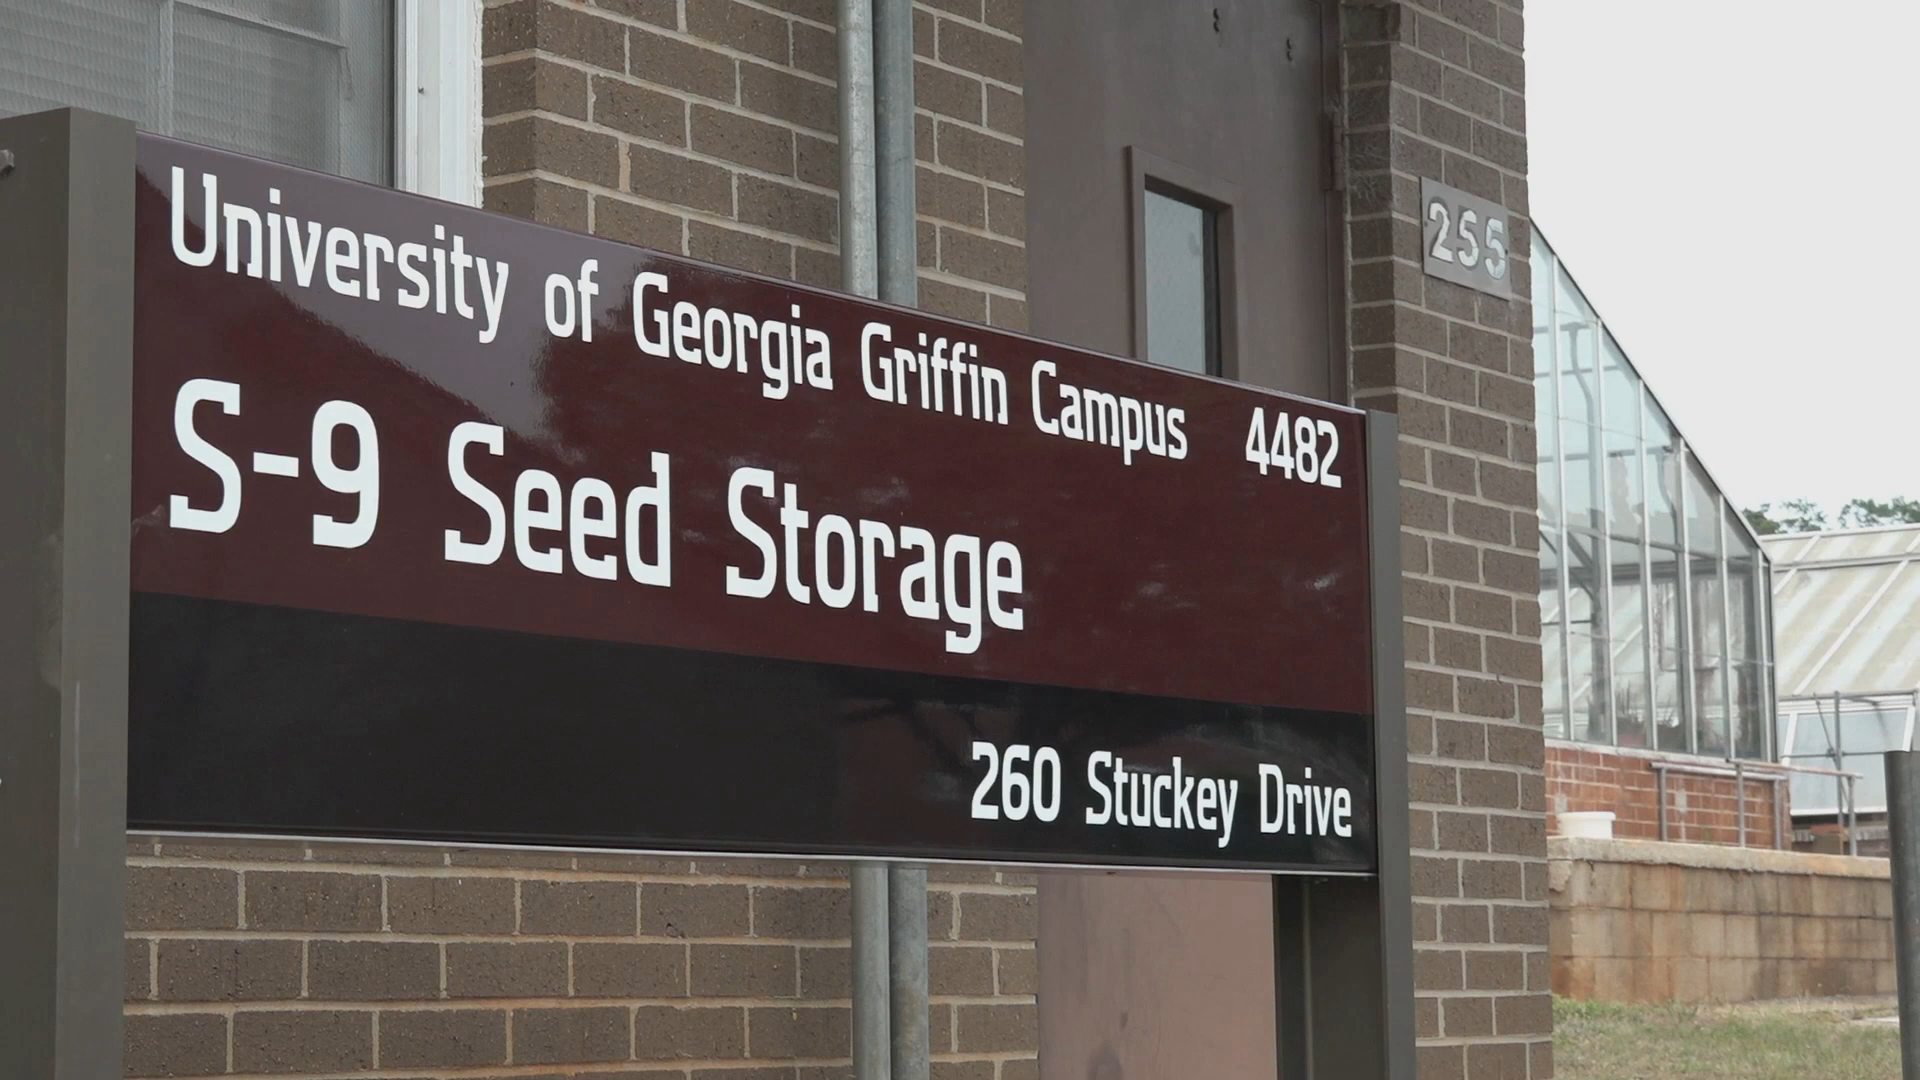 University of Georgia Griffin Campus 4482
S-9 Seed Storage
260 Stuckey Drive
255